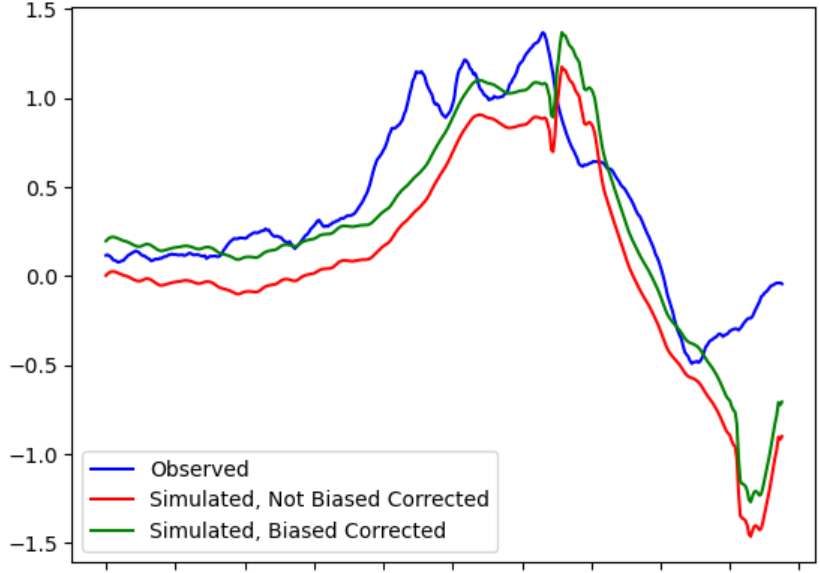 1.5
1.0
0.5
0.0
−0.5
−1.0
−1.5
Observed
Simulated, Not Biased Corrected
Simulated, Biased Corrected